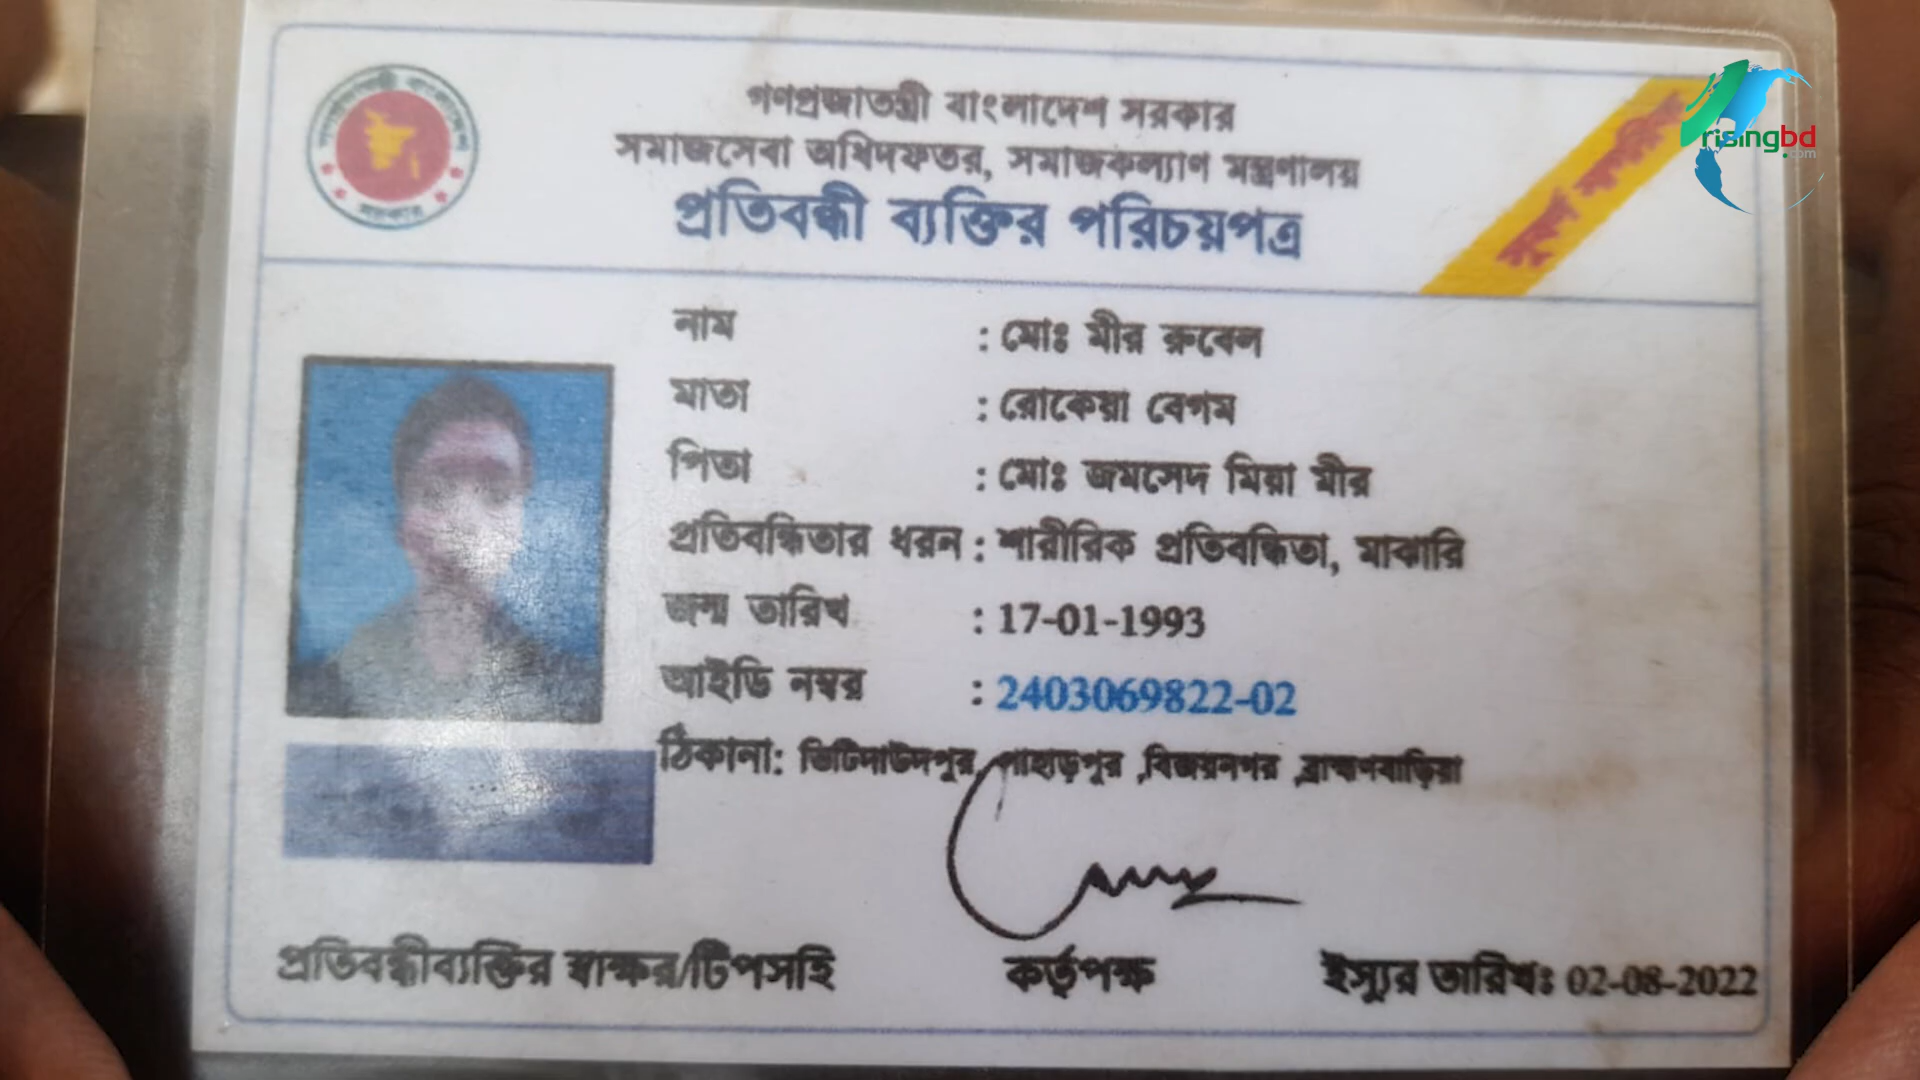 গণপ্রজাতন্ত্রী বাংলাদেশ সরকার
সমাজসেবা অধিদফতর, সমাজকল্যাণ মন্ত্রণালয়
প্রতিবন্ধী ব্যক্তির পরিচয়পত্র
সুবর্ণ নাগরিক
risingbd
.com
নাম : মোঃ মীর রুবেল
মাতা : রোকেয়া বেগম
পিতা : মোঃ জমসেদ মিয়া মীর
প্রতিবন্ধিতার ধরন : শারীরিক প্রতিবন্ধিতা, মাঝারি
জন্ম তারিখ : 17-01-1993
আইডি নম্বর : 2403069822-02
ঠিকানা: ভিটিদাউদপুর, পাহাড়পুর ,বিজয়নগর ,ব্রাহ্মণবাড়িয়া
প্রতিবন্ধীব্যক্তির স্বাক্ষর/টিপসহি
কর্তৃপক্ষ
ইস্যুর তারিখঃ 02-08-2022